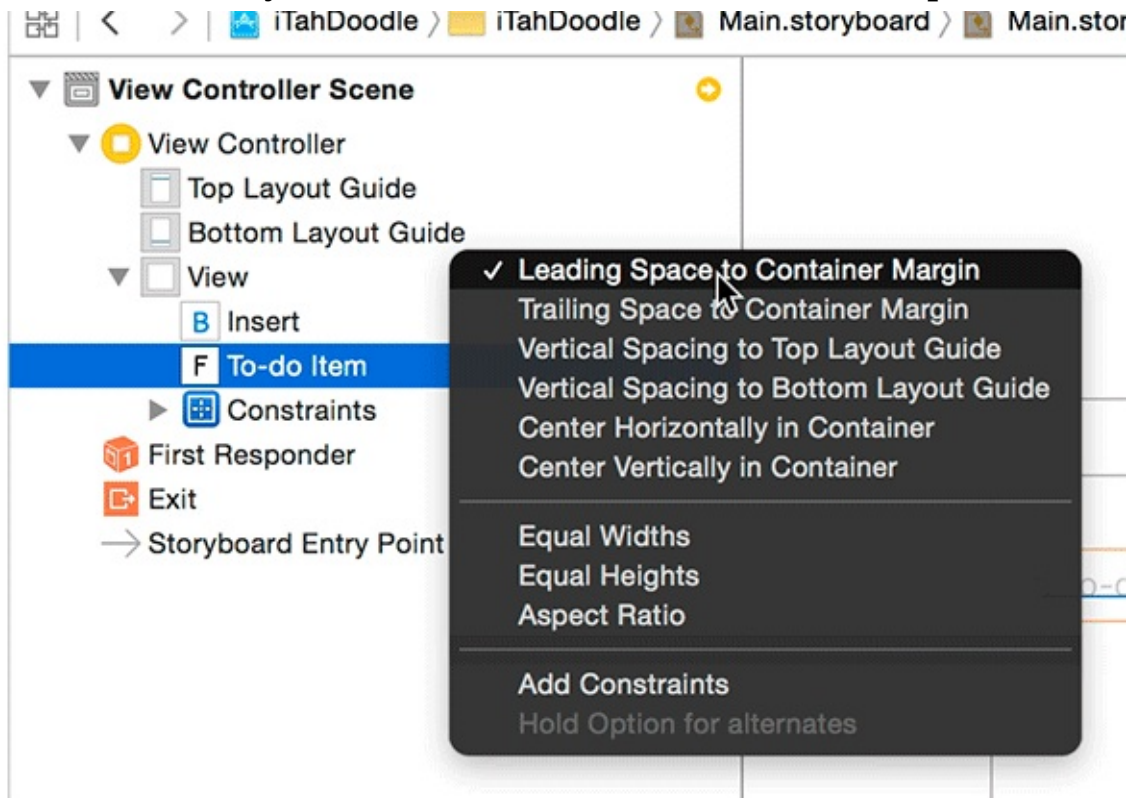 iTahDoodle 〉 iTahDoodle 〉 Main.storyboard 〉 Main.stor
View Controller Scene
View Controller
Top Layout Guide
Bottom Layout Guide
View
B Insert
F To-do Item
Constraints
First Responder
Exit
Storyboard Entry Point
✓ Leading Space to Container Margin
Trailing Space to Container Margin
Vertical Spacing to Top Layout Guide
Vertical Spacing to Bottom Layout Guide
Center Horizontally in Container
Center Vertically in Container
Equal Widths
Equal Heights
Aspect Ratio
Add Constraints
Hold Option for alternates